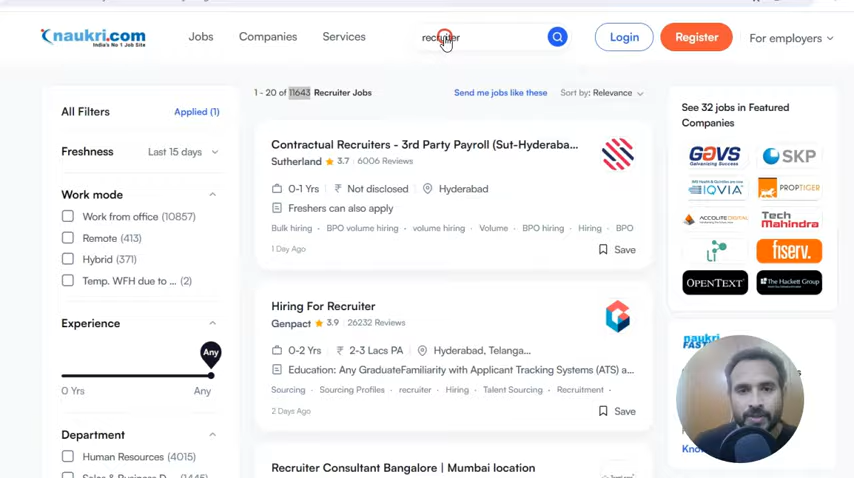 naukri.com
India's No 1 Job Site
Jobs
Companies
Services
recruiter
Login
Register
For employers
All Filters
Applied (1)
Freshness
Last 15 days
Work mode
Work from office (10857)
Remote (413)
Hybrid (371)
Temp. WFH due to ... (2)
Experience
Any
0 Yrs
Any
Department
Human Resources (4015)
1 - 20 of 11643 Recruiter Jobs
Send me jobs like these
Sort by: Relevance
Contractual Recruiters - 3rd Party Payroll (Sut-Hyderaba...
Sutherland 3.7 6006 Reviews
0-1 Yrs
₹ Not disclosed
Hyderabad
Freshers can also apply
Bulk hiring · BPO volume hiring · volume hiring · Volume · BPO hiring · Hiring · BPO
1 Day Ago
Save
Hiring For Recruiter
Genpact 3.9 26232 Reviews
0-2 Yrs
₹ 2-3 Lacs PA
Hyderabad, Telanga...
Education: Any GraduateFamiliarity with Applicant Tracking Systems (ATS) a...
Sourcing · Sourcing Profiles · recruiter · Hiring · Talent Sourcing · Recruitment ·
2 Days Ago
Save
Recruiter Consultant Bangalore | Mumbai location
See 32 jobs in Featured
Companies
GAVS
SKP
IQVIA
PROPTIGER
ACCOLITE DIGITAL
Tech
Mahindra
fiserv.
OPENTEXT
The Hackett Group
naukri